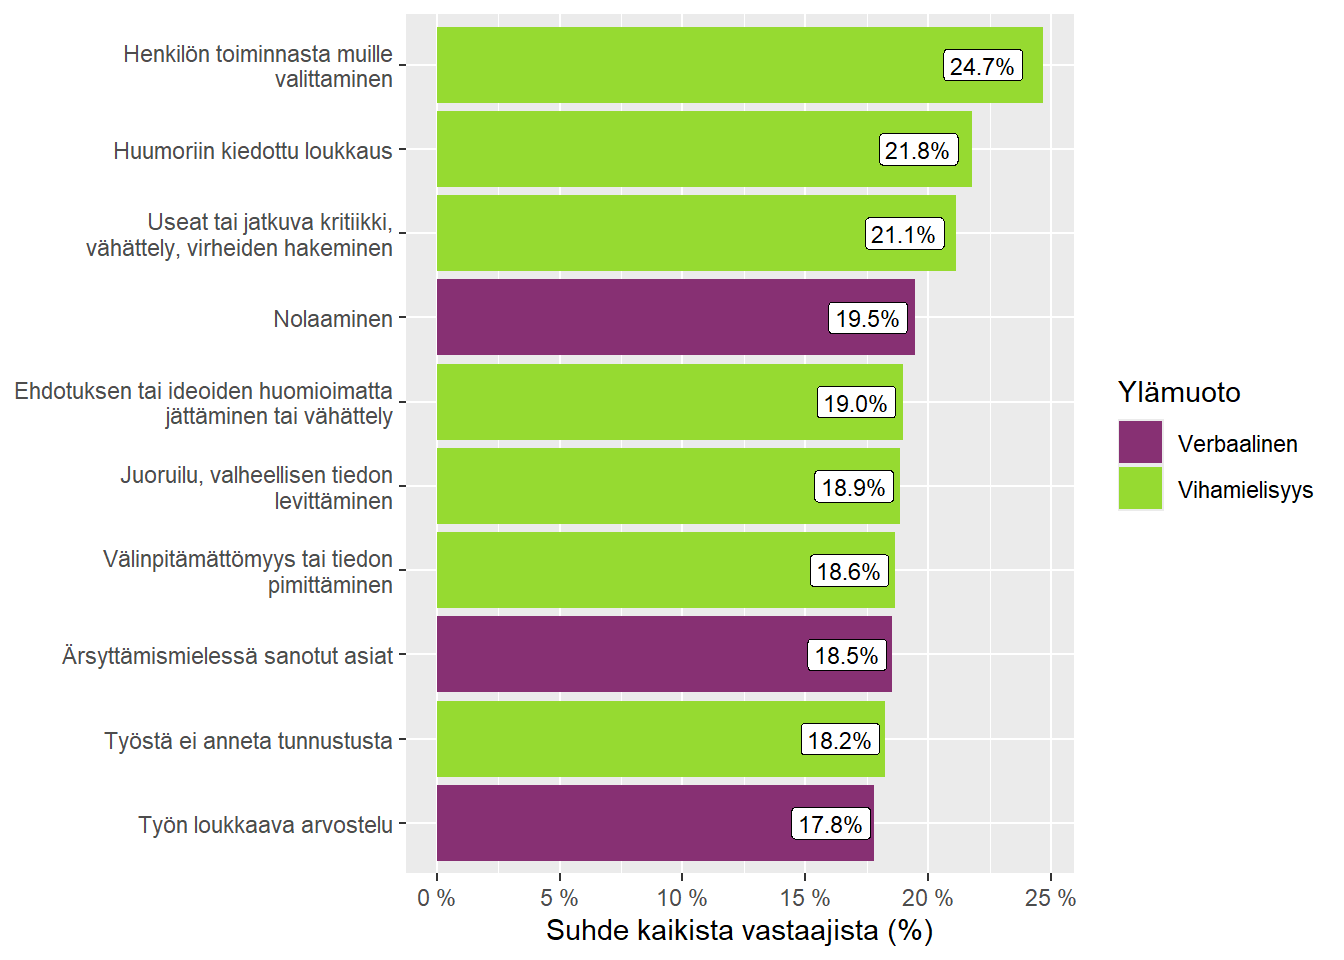 Henkilön toiminnasta muille
valittaminen
24.7%
Huumoriin kiedottu loukkaus
21.8%
Useat tai jatkuva kritiikki,
vähättely, virheiden hakeminen
21.1%
Nolaaminen
19.5%
Ehdotuksen tai ideoiden huomioimatta
jättäminen tai vähättely
19.0%
Juoruilu, valheellisen tiedon
levittäminen
18.9%
Välinpitämättömyys tai tiedon
pimittäminen
18.6%
Ärsyttämismielessä sanotut asiat
18.5%
Työstä ei anneta tunnustusta
18.2%
Työn loukkaava arvostelu
17.8%
0 % 5 % 10 % 15 % 20 % 25 %
Suhde kaikista vastaajista (%)
Ylämuoto
Verbaalinen
Vihamielisyys